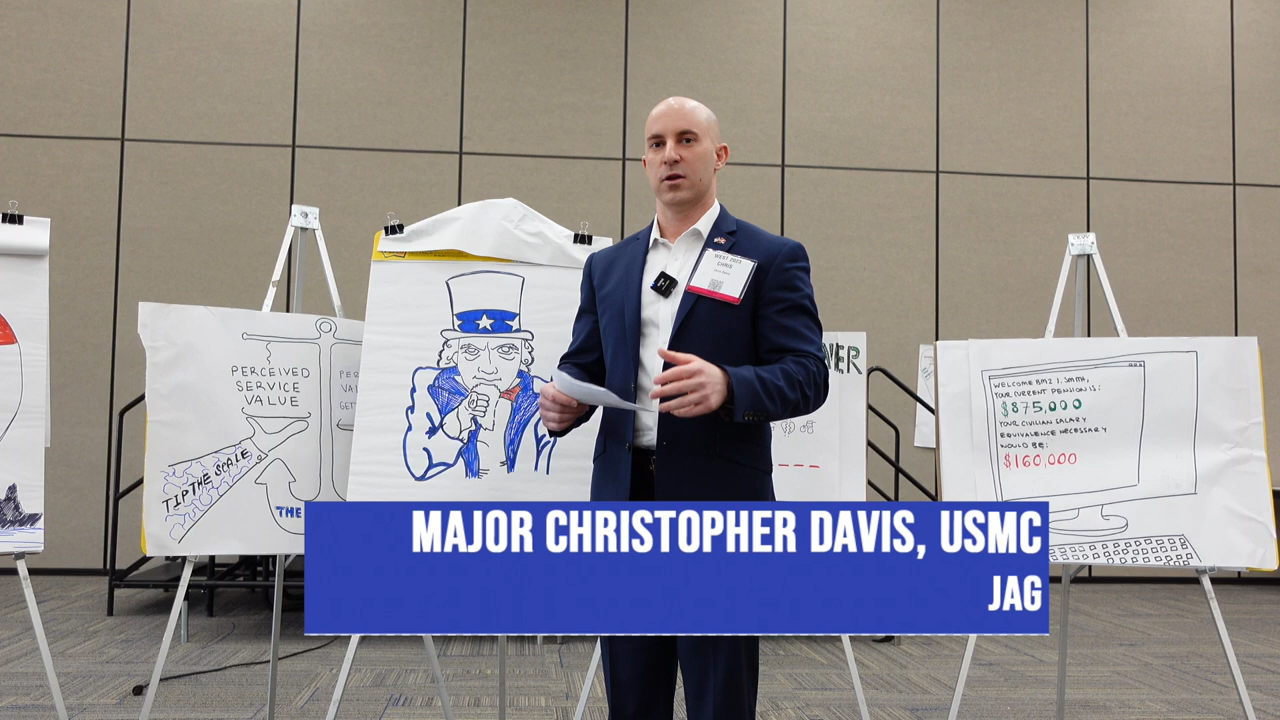 PERCEIVED
SERVICE
VALUE
TIP THE SCALE
THE
WEST 2023
CHRIS
WELCOME BM2 J. SMITH,
YOUR CURRENT PENSION IS:
$875,000
YOUR CIVILIAN SALARY
EQUIVALENCE NECESSARY
WOULD BE:
$160,000
MAJOR CHRISTOPHER DAVIS, USMC
JAG